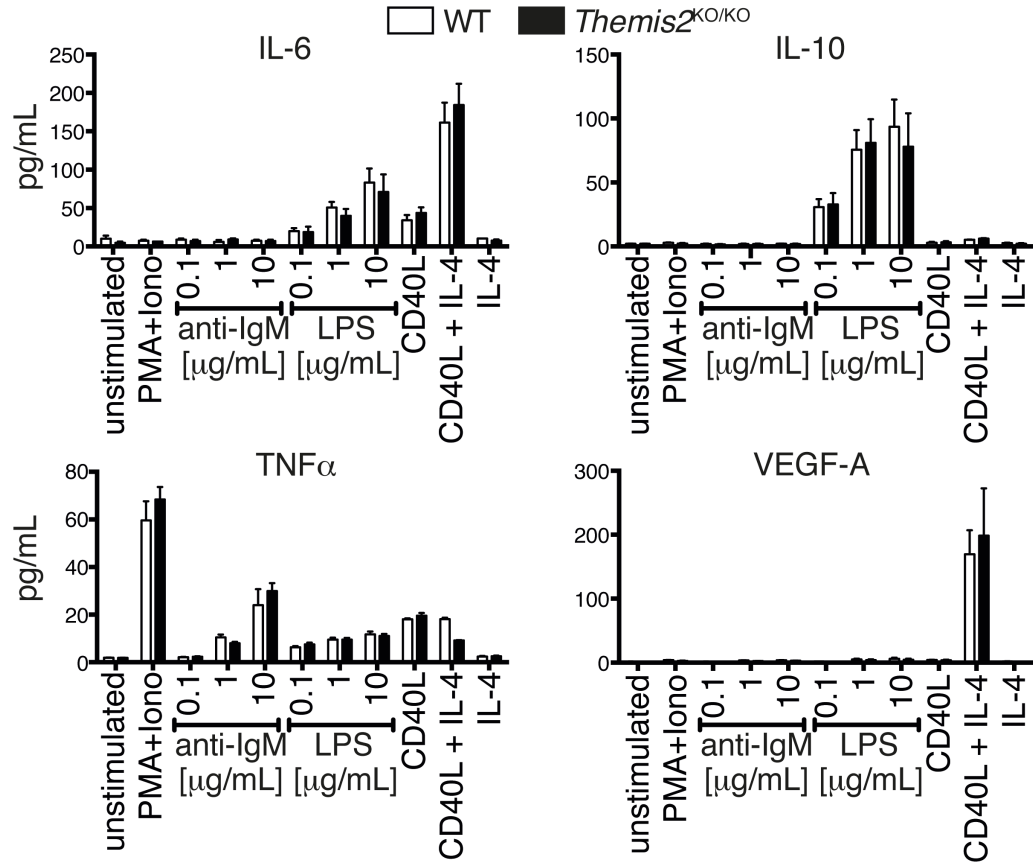 WT Themis2KO/KO
IL-6
pg/mL
250
200
150
100
50
0
unstimulated
PMA+Iono
0.1
1
10
anti-IgM
[µg/mL]
0.1
1
10
LPS
[µg/mL]
CD40L
CD40L + IL-4
IL-4
IL-10
150
100
50
0
unstimulated
PMA+Iono
0.1
1
10
anti-IgM
[µg/mL]
0.1
1
10
LPS
[µg/mL]
CD40L
CD40L + IL-4
IL-4
TNFα
pg/mL
80
60
40
20
0
unstimulated
PMA+Iono
0.1
1
10
anti-IgM
[µg/mL]
0.1
1
10
LPS
[µg/mL]
CD40L
CD40L + IL-4
IL-4
VEGF-A
300
200
100
0
unstimulated
PMA+Iono
0.1
1
10
anti-IgM
[µg/mL]
0.1
1
10
LPS
[µg/mL]
CD40L
CD40L + IL-4
IL-4